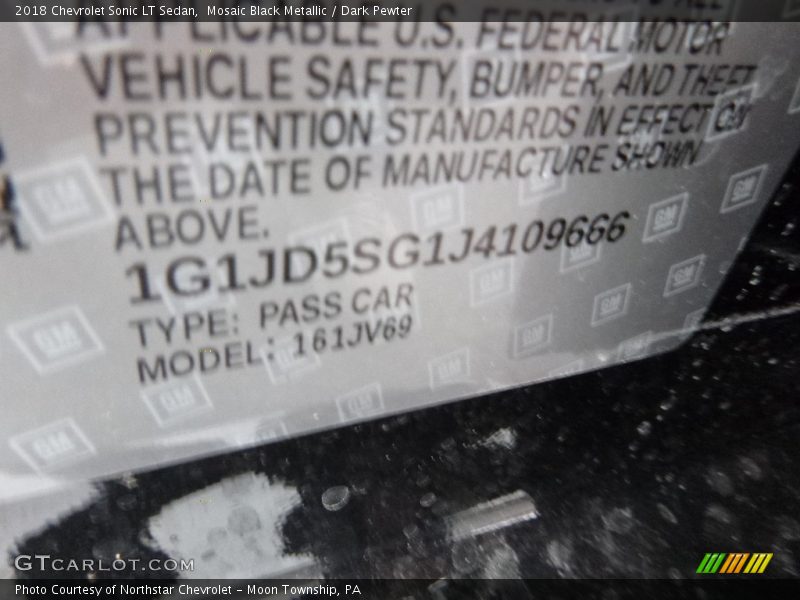 2018 Chevrolet Sonic LT Sedan, Mosaic Black Metallic / Dark Pewter
APPLICABLE U.S. FEDERAL MOTOR
VEHICLE SAFETY, BUMPER, AND THEFT
PREVENTION STANDARDS IN EFFECT ON
THE DATE OF MANUFACTURE SHOWN
ABOVE.
1G1JD5SG1J4109666
TYPE: PASS CAR
MODEL: 161JV69
GTCARLOT.COM
Photo Courtesy of Northstar Chevrolet - Moon Township, PA